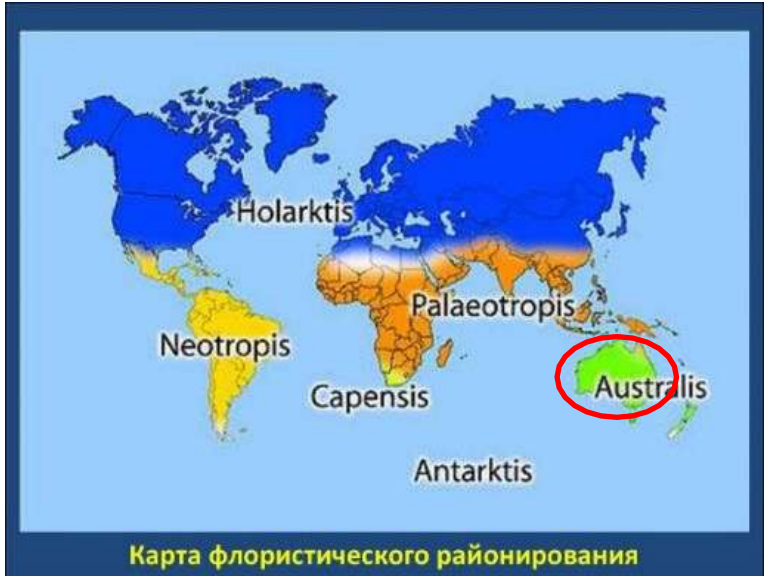 Holarktis
Palaeotropis
Neotropis
Australis
Capensis
Antarktis
Карта флористического районирования